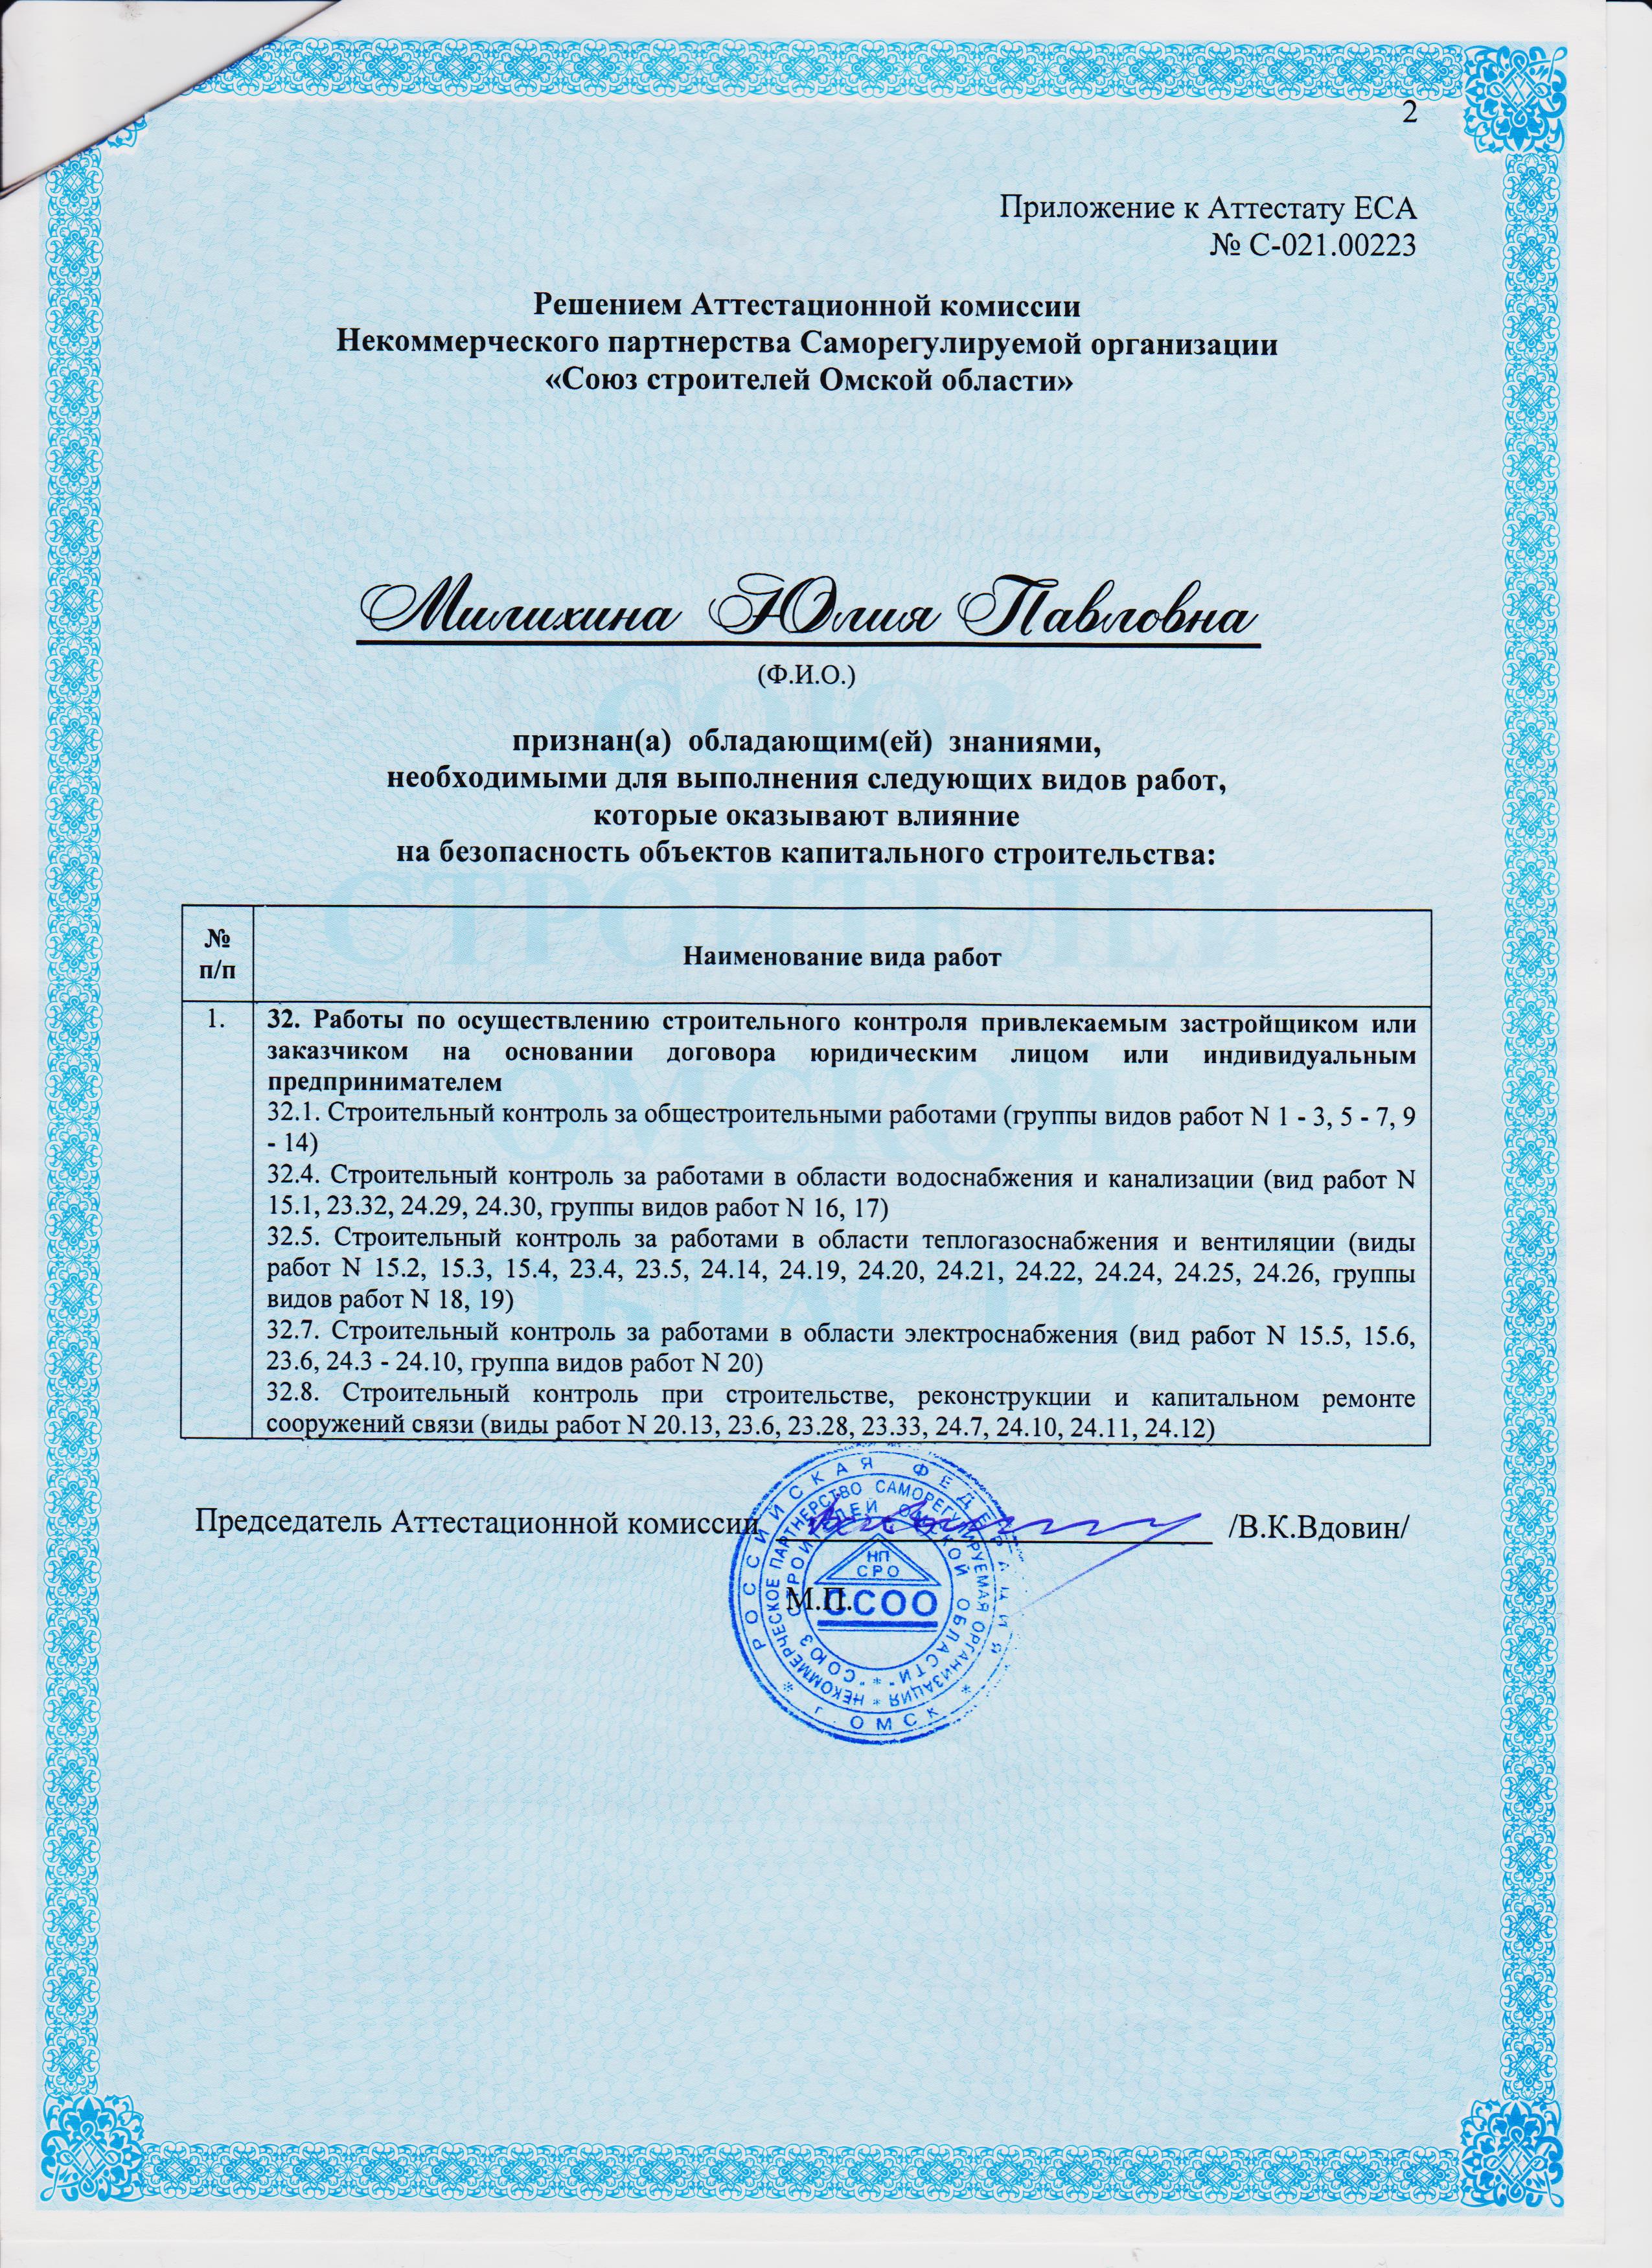 2
Приложение к Аттестату ЕСА
№ С-021.00223
Решением Аттестационной комиссии
Некоммерческого партнерства Саморегулируемой организации
«Союз строителей Омской области»
Милихина Юлия Павловна
(Ф.И.О.)
признан(а) обладающим(ей) знаниями,
необходимыми для выполнения следующих видов работ,
которые оказывают влияние
на безопасность объектов капитального строительства:
№ п/п
Наименование вида работ
1.
32. Работы по осуществлению строительного контроля привлекаемым застройщиком или
заказчиком на основании договора юридическим лицом или индивидуальным
предпринимателем
32.1. Строительный контроль за общестроительными работами (группы видов работ N 1 - 3, 5 - 7, 9
- 14)
32.4. Строительный контроль за работами в области водоснабжения и канализации (вид работ N
15.1, 23.32, 24.29, 24.30, группы видов работ N 16, 17)
32.5. Строительный контроль за работами в области теплогазоснабжения и вентиляции (виды
работ N 15.2, 15.3, 15.4, 23.4, 23.5, 24.14, 24.19, 24.20, 24.21, 24.22, 24.24, 24.25, 24.26, группы
видов работ N 18, 19)
32.7. Строительный контроль за работами в области электроснабжения (вид работ N 15.5, 15.6,
23.6, 24.3 - 24.10, группа видов работ N 20)
32.8. Строительный контроль при строительстве, реконструкции и капитальном ремонте
сооружений связи (виды работ N 20.13, 23.6, 23.28, 23.33, 24.7, 24.10, 24.11, 24.12)
Председатель Аттестационной комиссии /В.К.Вдовин/
М.П.
РОССИЙСКАЯ ФЕДЕРАЦИЯ * г. ОМСК *
НЕКОММЕРЧЕСКОЕ ПАРТНЕРСТВО САМОРЕГУЛИРУЕМАЯ ОРГАНИЗАЦИЯ *
"СОЮЗ СТРОИТЕЛЕЙ ОМСКОЙ ОБЛАСТИ" *
НП
СРО
ССОО
СОЮЗ
СТРОИТЕЛЕЙ
ОМСКОЙ
ОБЛАСТИ